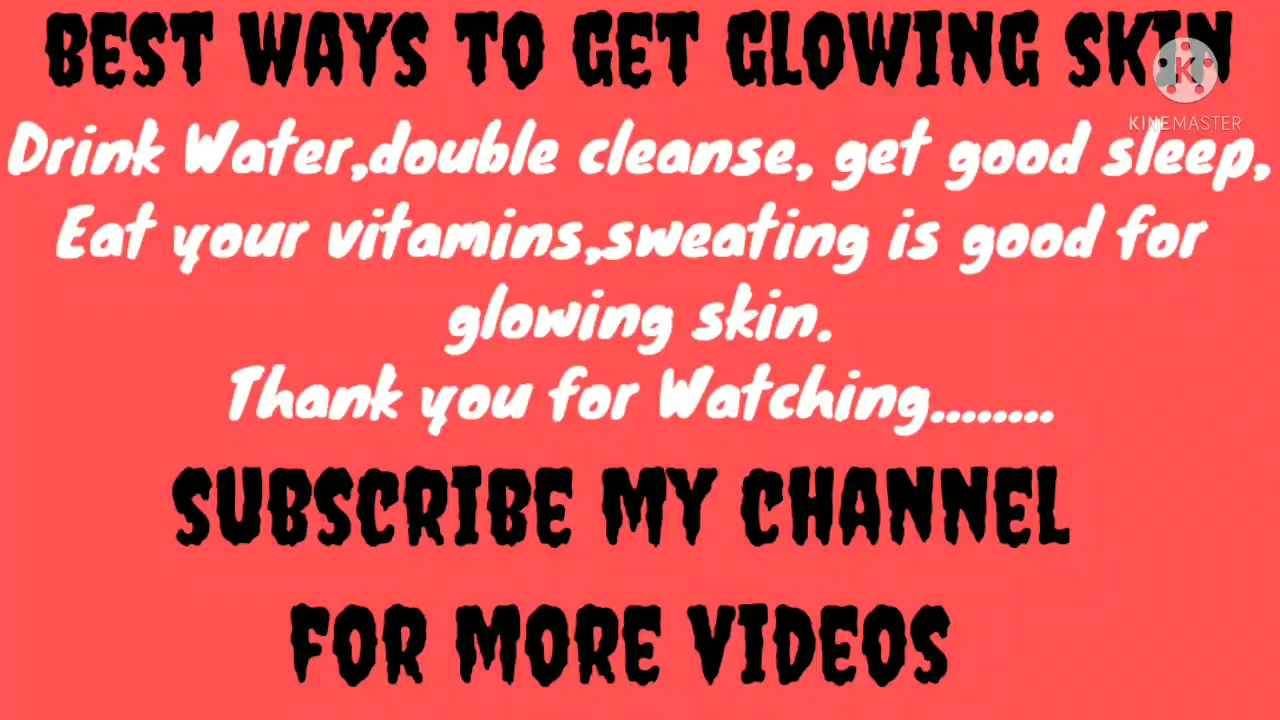 BEST WAYS TO GET GLOWING SKIN
KINEMASTER
Drink Water,double cleanse, get good sleep,
Eat your vitamins,sweating is good for
glowing skin.
Thank you for Watching........
SUBSCRIBE MY CHANNEL
FOR MORE VIDEOS